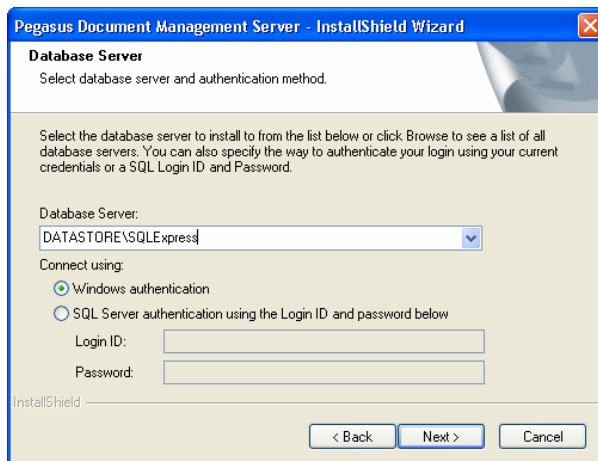 Pegasus Document Management Server - InstallShield Wizard
Database Server
Select database server and authentication method.
Select the database server to install to from the list below or click Browse to see a list of all
database servers. You can also specify the way to authenticate your login using your current
credentials or a SQL Login ID and Password.
Database Server:
DATASTORE\SQLExpress
Connect using:
Windows authentication
SQL Server authentication using the Login ID and password below
Login ID:
Password:
InstallShield
< Back
Next >
Cancel